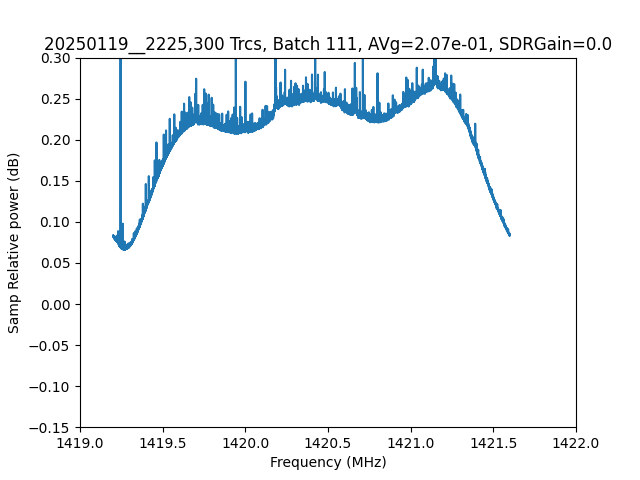 20250119__2225,300 Trcs, Batch 111, AVg=2.07e-01, SDRGain=0.0
Samp Relative power (dB)
0.30
0.25
0.20
0.15
0.10
0.05
0.00
−0.05
−0.10
−0.15
1419.0 1419.5 1420.0 1420.5 1421.0 1421.5 1422.0
Frequency (MHz)